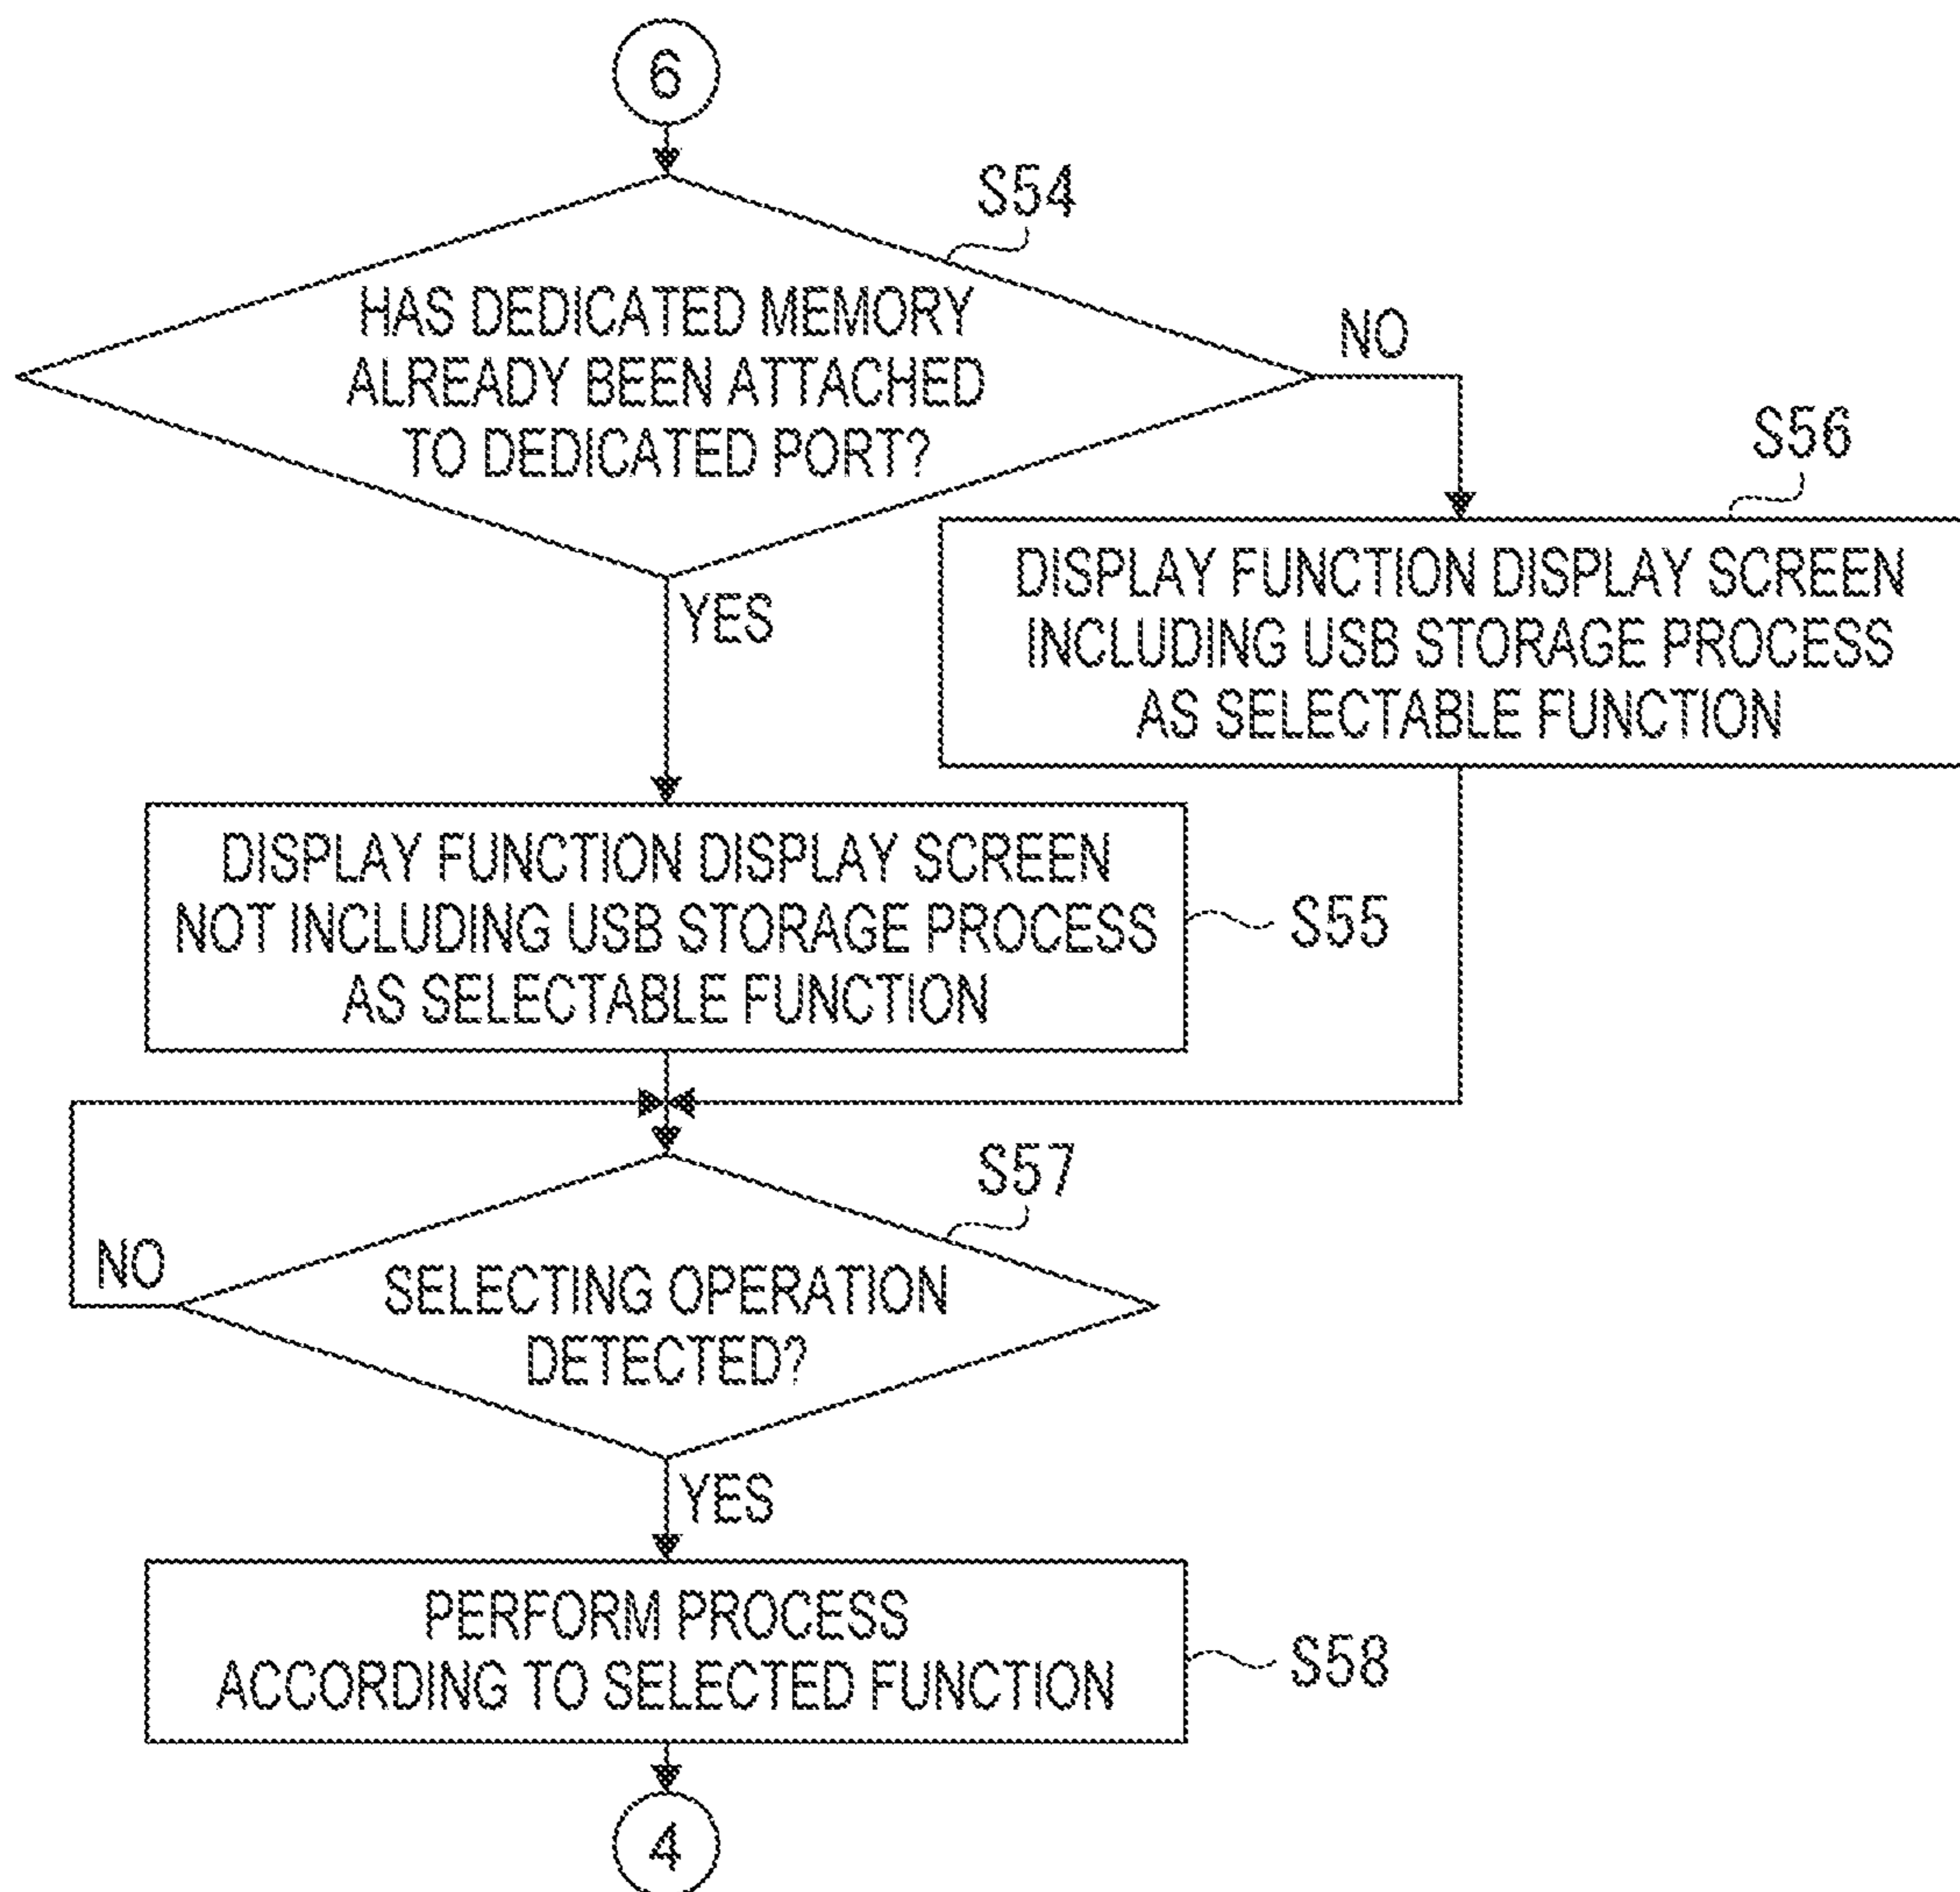 6
S54
HAS DEDICATED MEMORY
ALREADY BEEN ATTACHED
TO DEDICATED PORT?
NO
YES
S56
DISPLAY FUNCTION DISPLAY SCREEN
INCLUDING USB STORAGE PROCESS
AS SELECTABLE FUNCTION
DISPLAY FUNCTION DISPLAY SCREEN
NOT INCLUDING USB STORAGE PROCESS
AS SELECTABLE FUNCTION
S55
S57
NO
SELECTING OPERATION
DETECTED?
YES
PERFORM PROCESS
ACCORDING TO SELECTED FUNCTION
S58
4